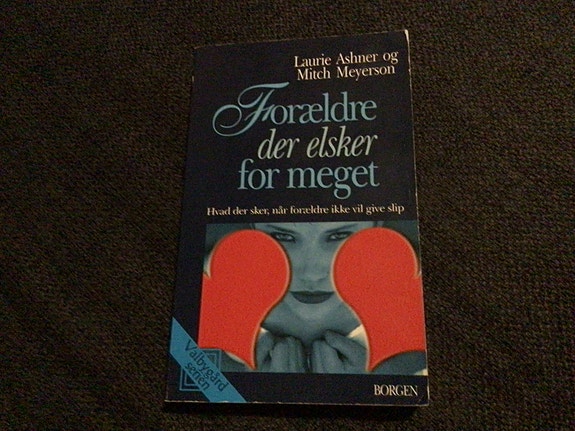 Laurie Ashner og
Mitch Meyerson
Forældre
der elsker
for meget
Hvad der sker, når forældre ikke vil give slip
Valbygård
serien
BORGEN